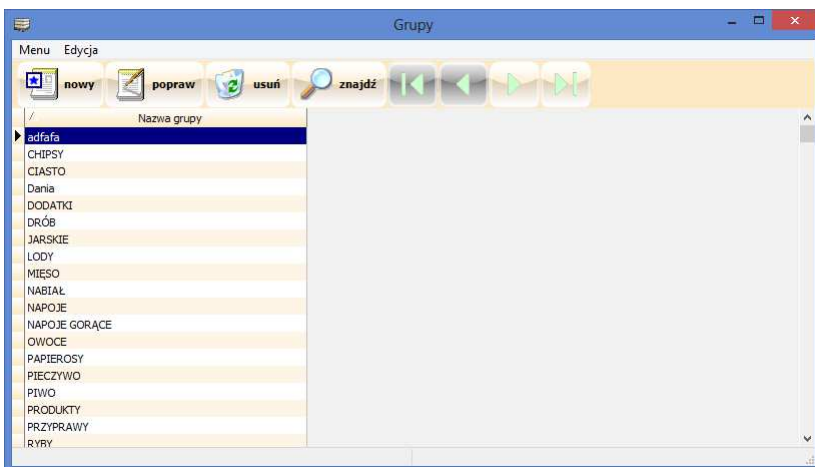 Grupy
Menu Edycja
nowy popraw usuń znajdź
Nazwa grupy
adfafa
CHIPSY
CIASTO
Dania
DODATKI
DRÓB
JARSKIE
LODY
MIĘSO
NABIAŁ
NAPOJE
NAPOJE GORĄCE
OWOCE
PAPIEROSY
PIECZYWO
PIWO
PRODUKTY
PRZYPRAWY
RYBY